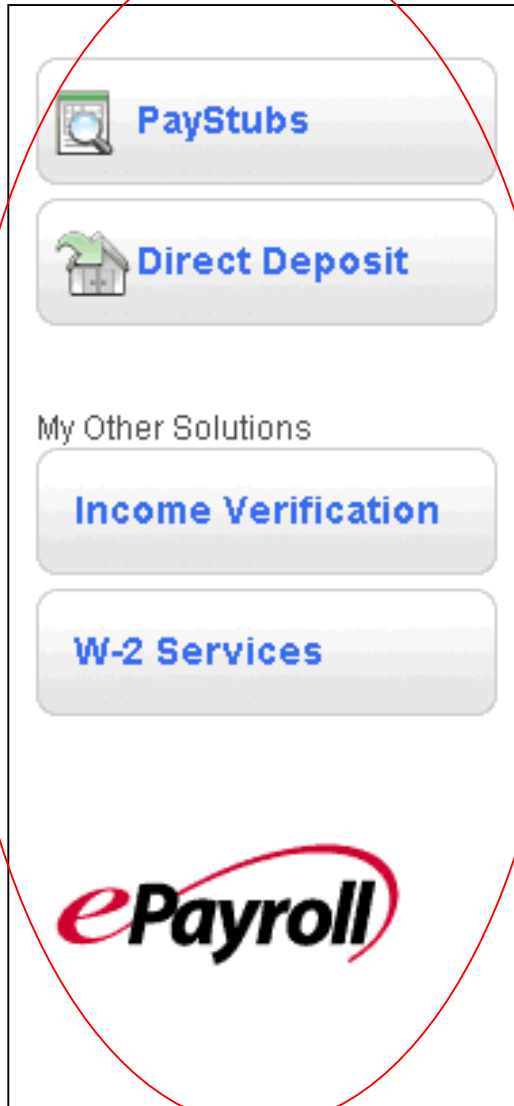 PayStubs
Direct Deposit
My Other Solutions
Income Verification
W-2 Services
ePayroll